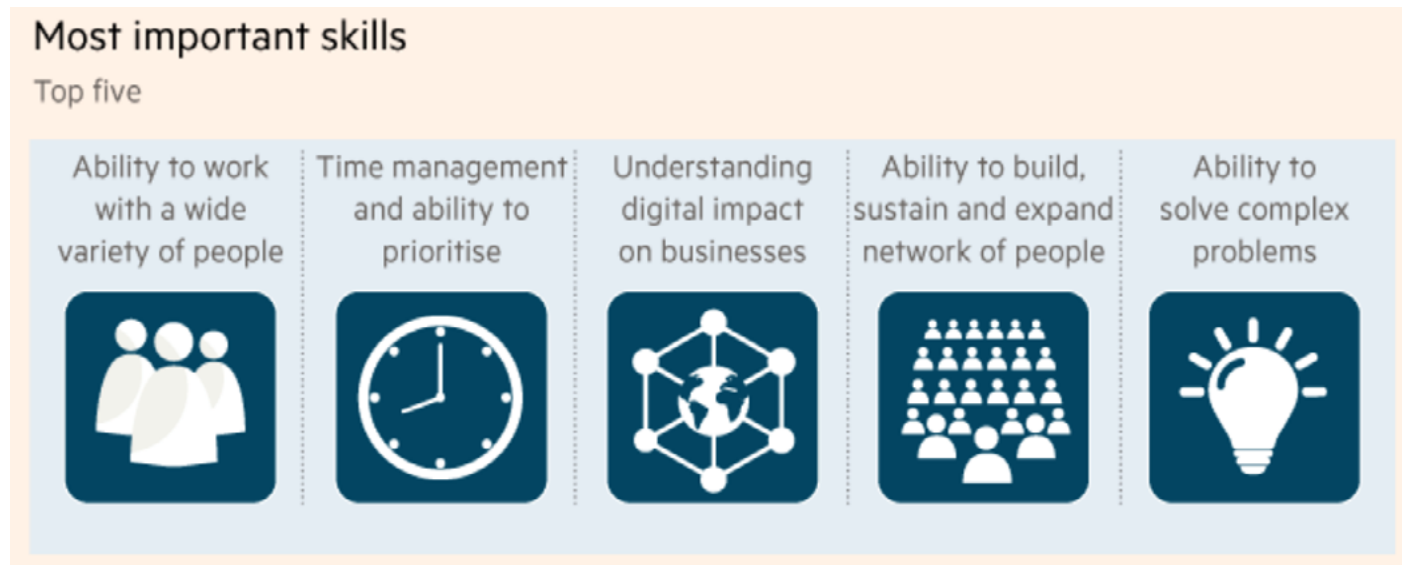 Most important skills
Top five
Ability to work
with a wide
variety of people
Time management
and ability to
prioritise
Understanding
digital impact
on businesses
Ability to build,
sustain and expand
network of people
Ability to
solve complex
problems